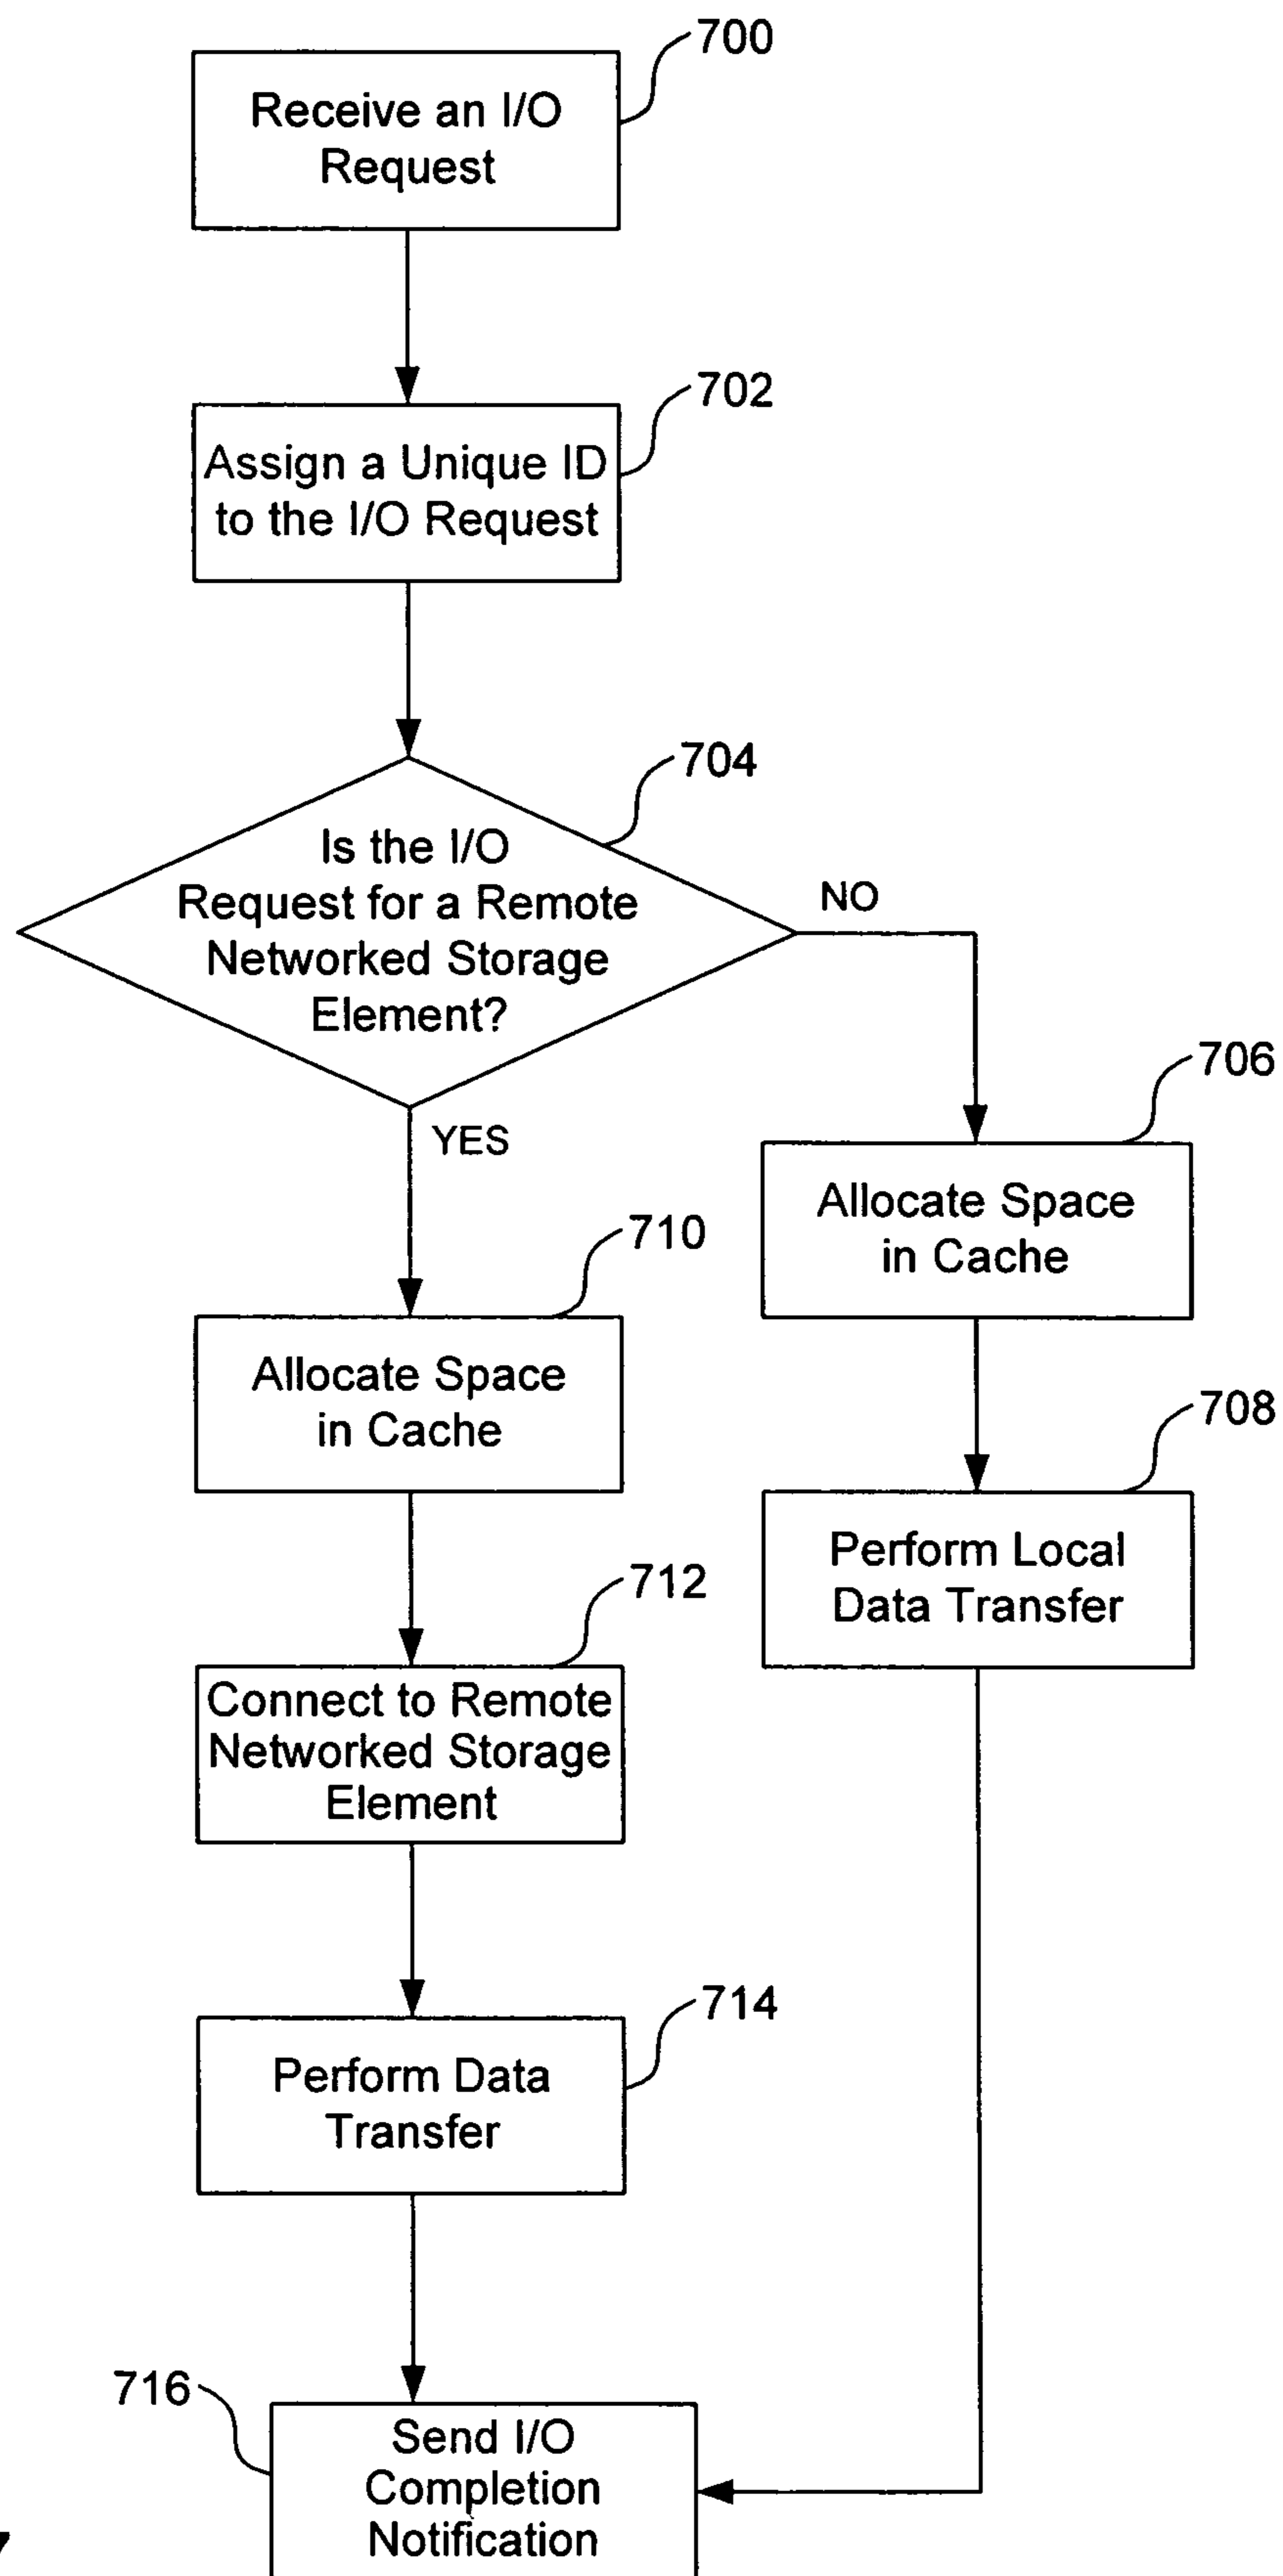 700
Receive an I/O
Request
702
Assign a Unique ID
to the I/O Request
704
Is the I/O
Request for a Remote
Networked Storage
Element?
NO
YES
706
Allocate Space
in Cache
710
Allocate Space
in Cache
708
Perform Local
Data Transfer
712
Connect to Remote
Networked Storage
Element
714
Perform Data
Transfer
716
Send I/O
Completion
Notification